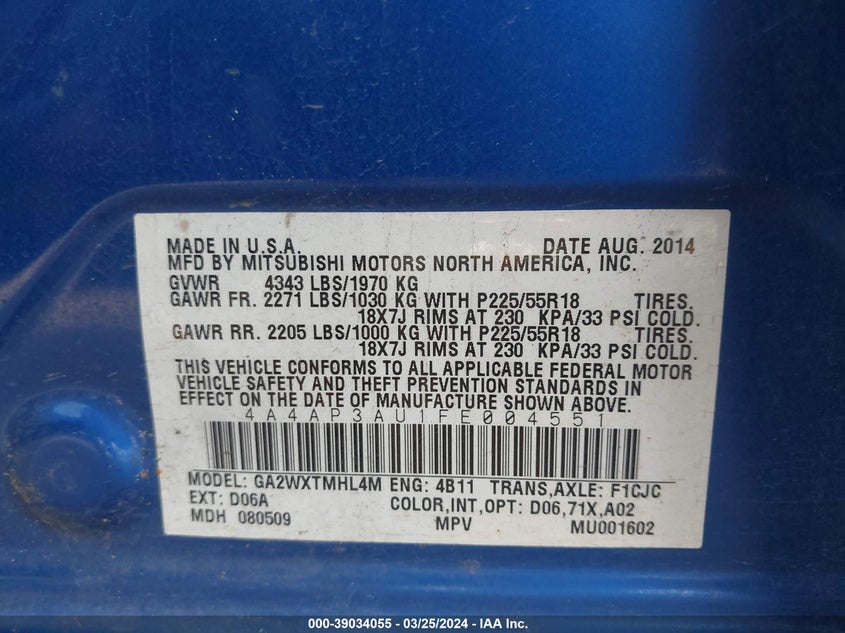 MADE IN U.S.A. DATE AUG. 2014
MFD BY MITSUBISHI MOTORS NORTH AMERICA, INC.
GVWR 4343 LBS/1970 KG
GAWR FR. 2271 LBS/1030 KG WITH P225/55R18 TIRES.
18X7J RIMS AT 230 KPA/33 PSI COLD.
GAWR RR. 2205 LBS/1000 KG WITH P225/55R18 TIRES.
18X7J RIMS AT 230 KPA/33 PSI COLD.
THIS VEHICLE CONFORMS TO ALL APPLICABLE FEDERAL MOTOR
VEHICLE SAFETY AND THEFT PREVENTION STANDARDS IN
EFFECT ON THE DATE OF MANUFACTURE SHOWN ABOVE.
4A4AP3AU1FE004551
MODEL: GA2WXTMHL4M ENG: 4B11 TRANS,AXLE: F1CJC
EXT: D06A COLOR,INT,OPT: D06,71X,A02
MDH 080509 MPV MU001602
000-39034055 - 03/25/2024 - IAA Inc.